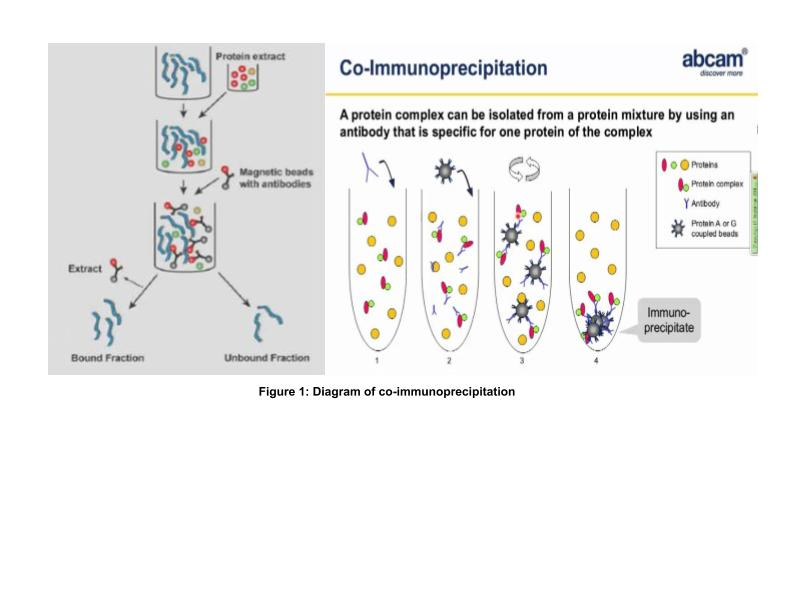 Protein extract
Magnetic beads
with antibodies
Extract
Bound Fraction
Unbound Fraction
Co-Immunoprecipitation
abcam®
discover more
A protein complex can be isolated from a protein mixture by using an
antibody that is specific for one protein of the complex
Proteins
Protein complex
Antibody
Protein A or G
coupled beads
Immuno-
precipitate
1
2
3
4
Figure 1: Diagram of co-immunoprecipitation